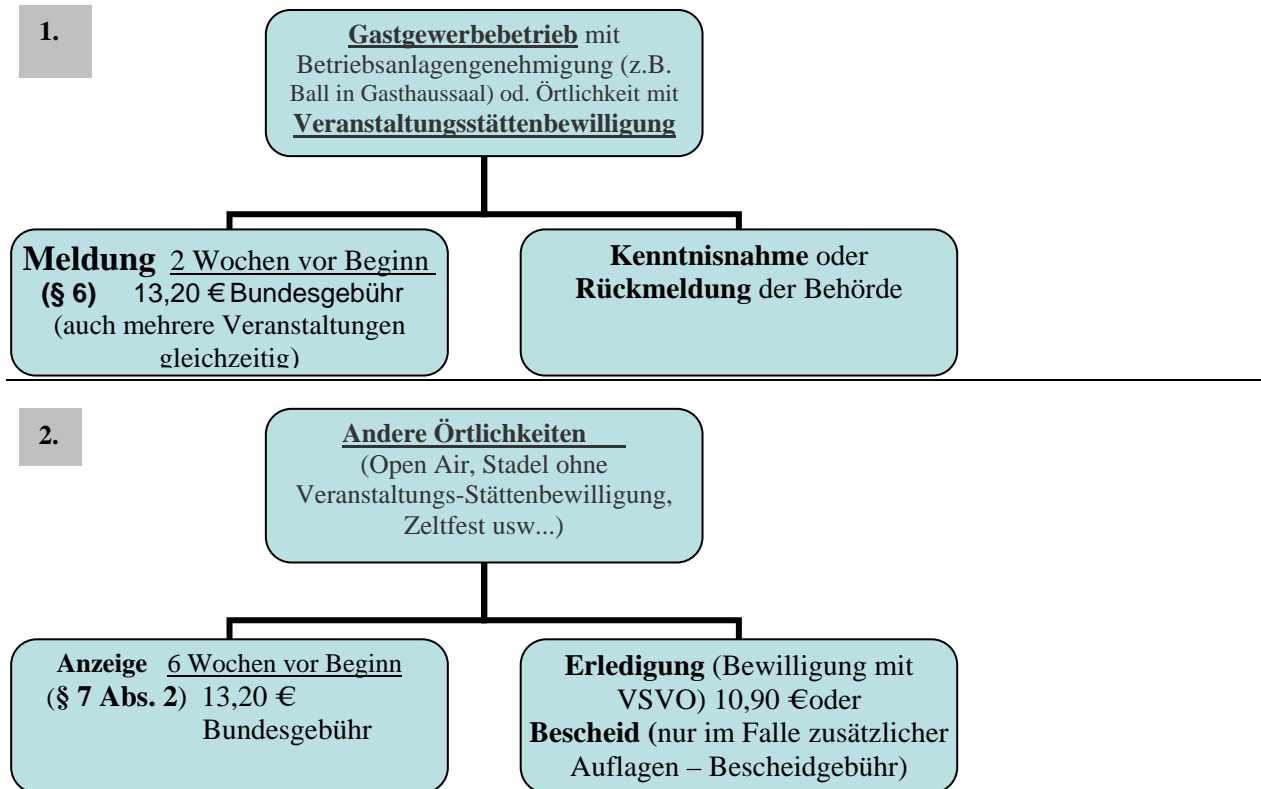 1.
Gastgewerbebetrieb mit
Betriebsanlagengenehmigung (z.B.
Ball in Gasthaussaal) od. Örtlichkeit mit
Veranstaltungsstättenbewilligung
Meldung 2 Wochen vor Beginn
(§ 6) 13,20 € Bundesgebühr
(auch mehrere Veranstaltungen
gleichzeitig)
Kenntnisnahme oder
Rückmeldung der Behörde
2.
Andere Örtlichkeiten
(Open Air, Stadel ohne
Veranstaltungs-Stättenbewilligung,
Zeltfest usw...)
Anzeige 6 Wochen vor Beginn
(§ 7 Abs. 2) 13,20 €
Bundesgebühr
Erledigung (Bewilligung mit
VSVO) 10,90 €oder
Bescheid (nur im Falle zusätzlicher
Auflagen – Bescheidgebühr)